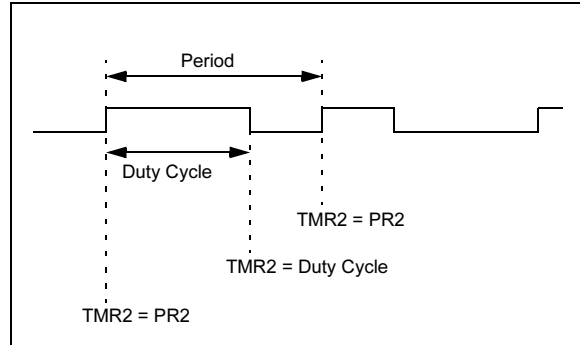 Period
Duty Cycle
TMR2 = PR2
TMR2 = Duty Cycle
TMR2 = PR2